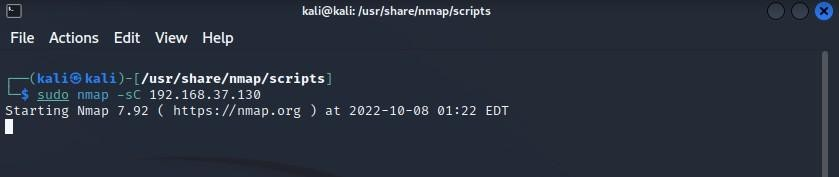 kali@kali: /usr/share/nmap/scripts
File Actions Edit View Help
┌──(kali㉿kali)-[/usr/share/nmap/scripts]
└─$ sudo nmap -sC 192.168.37.130
Starting Nmap 7.92 ( https://nmap.org ) at 2022-10-08 01:22 EDT